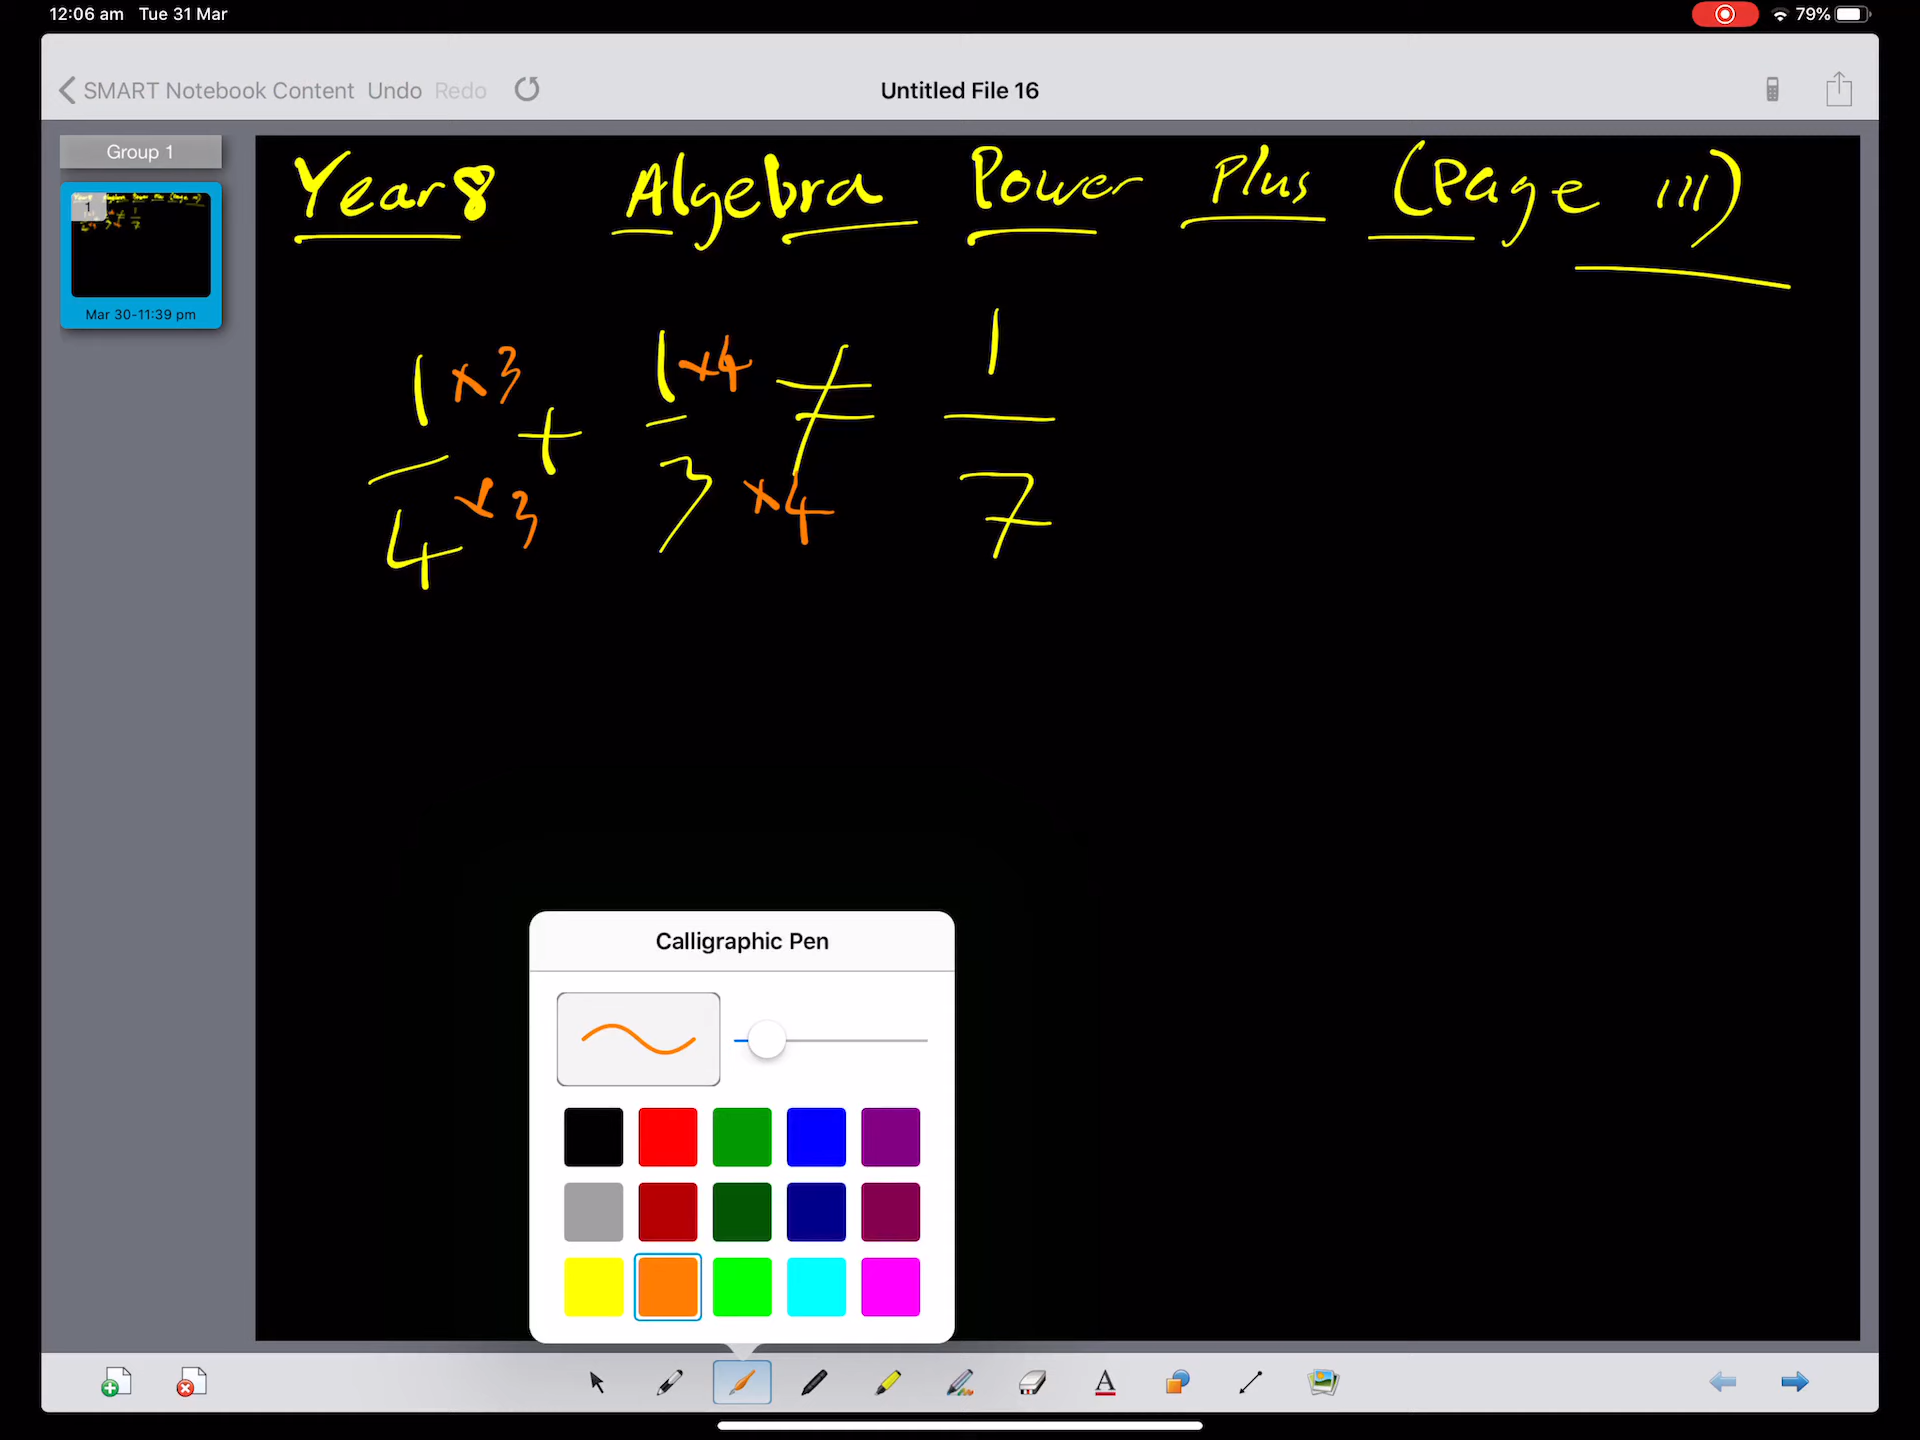 12:06 am Tue 31 Mar 79%
SMART Notebook Content Undo Redo Untitled File 16
Group 1
1
Mar 30-11:39 pm
Year 8 Algebra Power Plus (Page 111)
1 ×3 + 1 ×4 ≠ 1
4 ×3 3 ×4 7
Calligraphic Pen
A